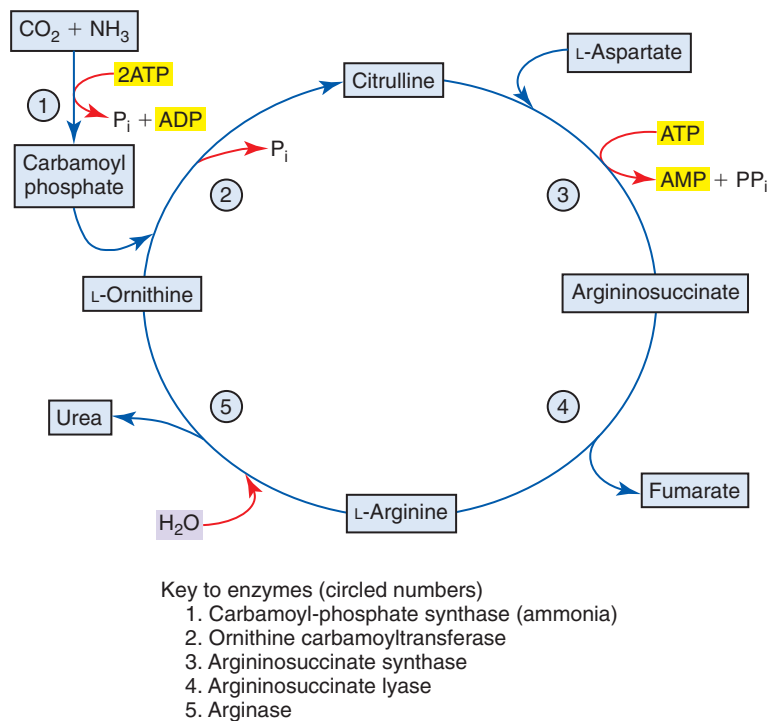 CO₂ + NH₃
2ATP
1
Pᵢ + ADP
Carbamoyl
phosphate
Citrulline
L-Aspartate
Pᵢ
2
ATP
AMP + PPᵢ
3
L-Ornithine
Argininosuccinate
Urea
5
4
H₂O
L-Arginine
Fumarate
Key to enzymes (circled numbers)
1. Carbamoyl-phosphate synthase (ammonia)
2. Ornithine carbamoyltransferase
3. Argininosuccinate synthase
4. Argininosuccinate lyase
5. Arginase